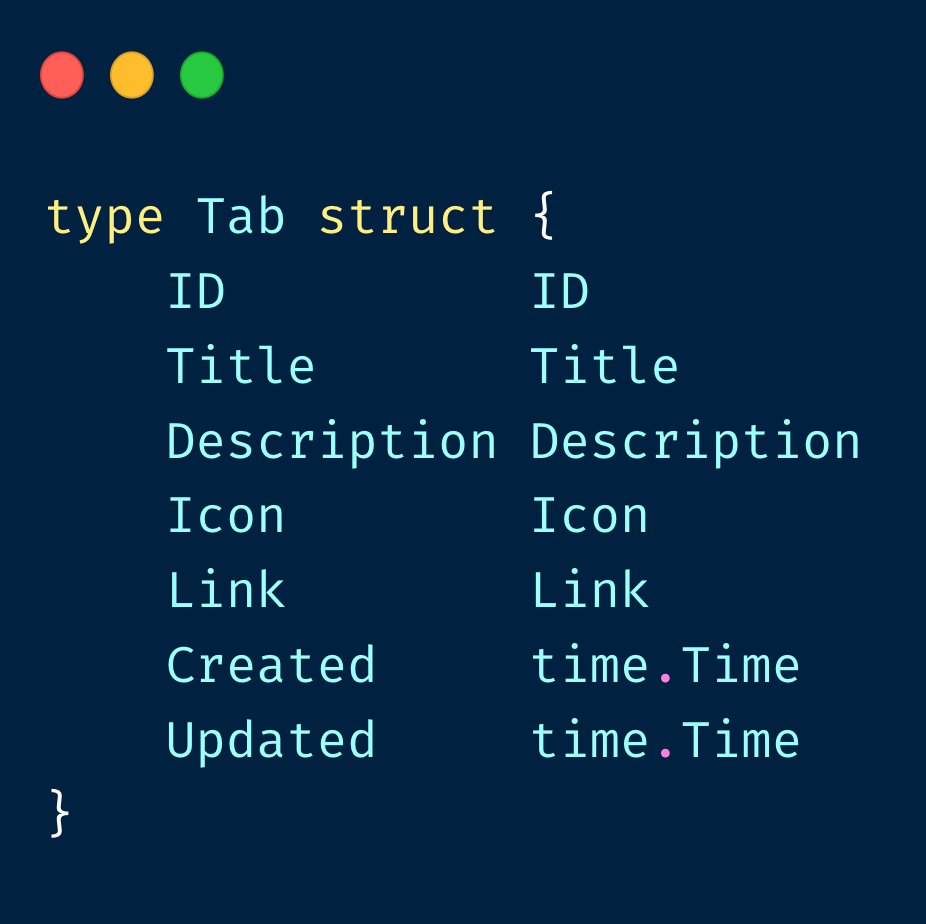 type Tab struct {
    ID          ID
    Title       Title
    Description Description
    Icon        Icon
    Link        Link
    Created     time.Time
    Updated     time.Time
}